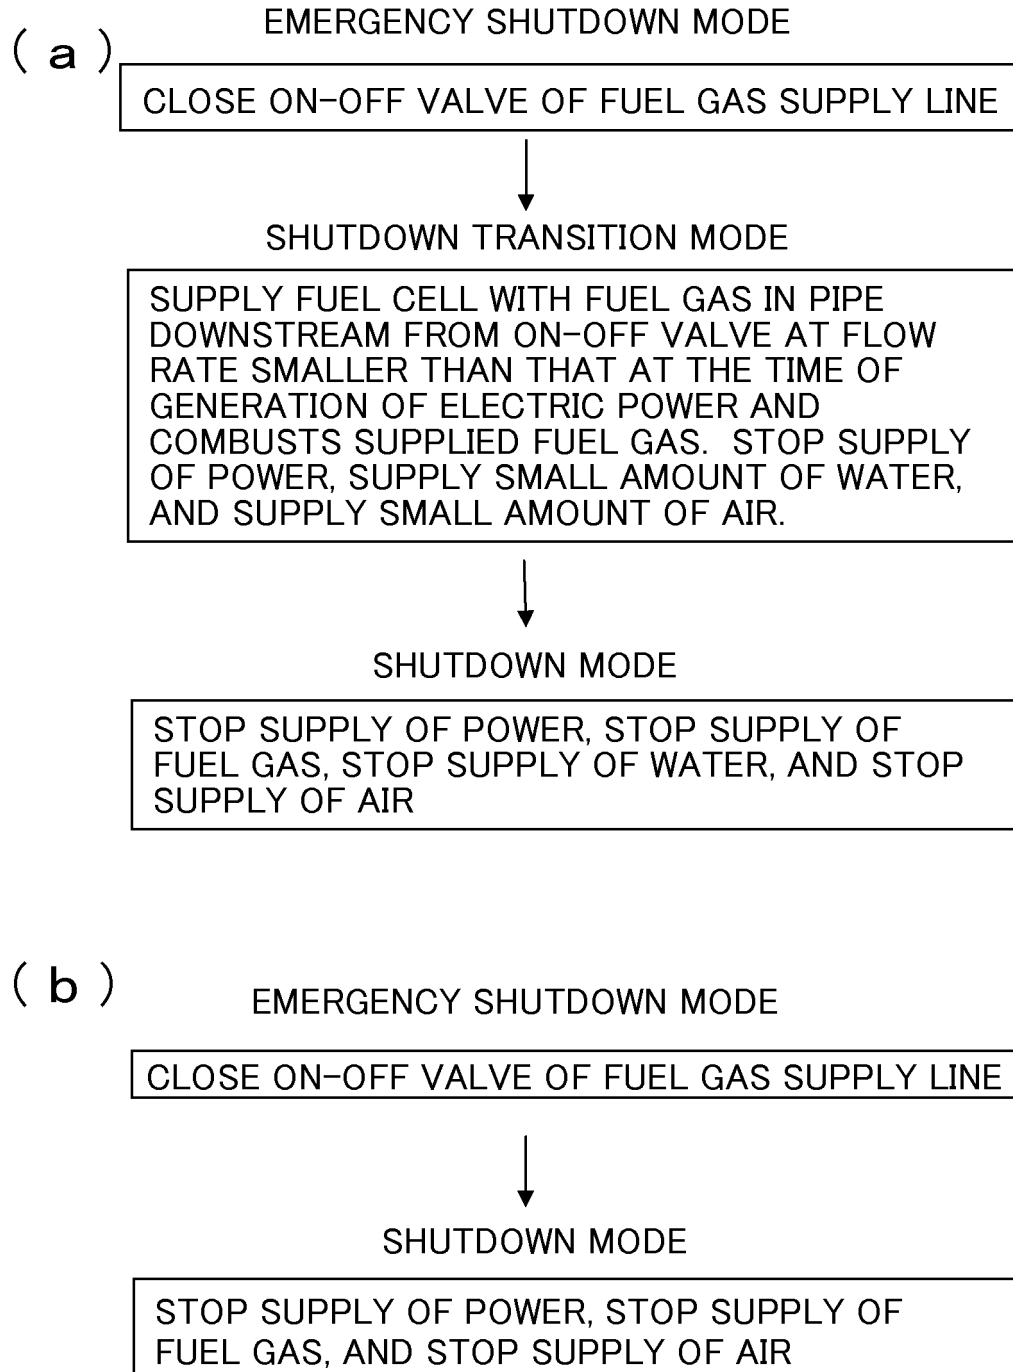 EMERGENCY SHUTDOWN MODE
( a )
CLOSE ON-OFF VALVE OF FUEL GAS SUPPLY LINE
SHUTDOWN TRANSITION MODE
SUPPLY FUEL CELL WITH FUEL GAS IN PIPE
DOWNSTREAM FROM ON-OFF VALVE AT FLOW
RATE SMALLER THAN THAT AT THE TIME OF
GENERATION OF ELECTRIC POWER AND
COMBUSTS SUPPLIED FUEL GAS. STOP SUPPLY
OF POWER, SUPPLY SMALL AMOUNT OF WATER,
AND SUPPLY SMALL AMOUNT OF AIR.
SHUTDOWN MODE
STOP SUPPLY OF POWER, STOP SUPPLY OF
FUEL GAS, STOP SUPPLY OF WATER, AND STOP
SUPPLY OF AIR
( b )
EMERGENCY SHUTDOWN MODE
CLOSE ON-OFF VALVE OF FUEL GAS SUPPLY LINE
SHUTDOWN MODE
STOP SUPPLY OF POWER, STOP SUPPLY OF
FUEL GAS, AND STOP SUPPLY OF AIR